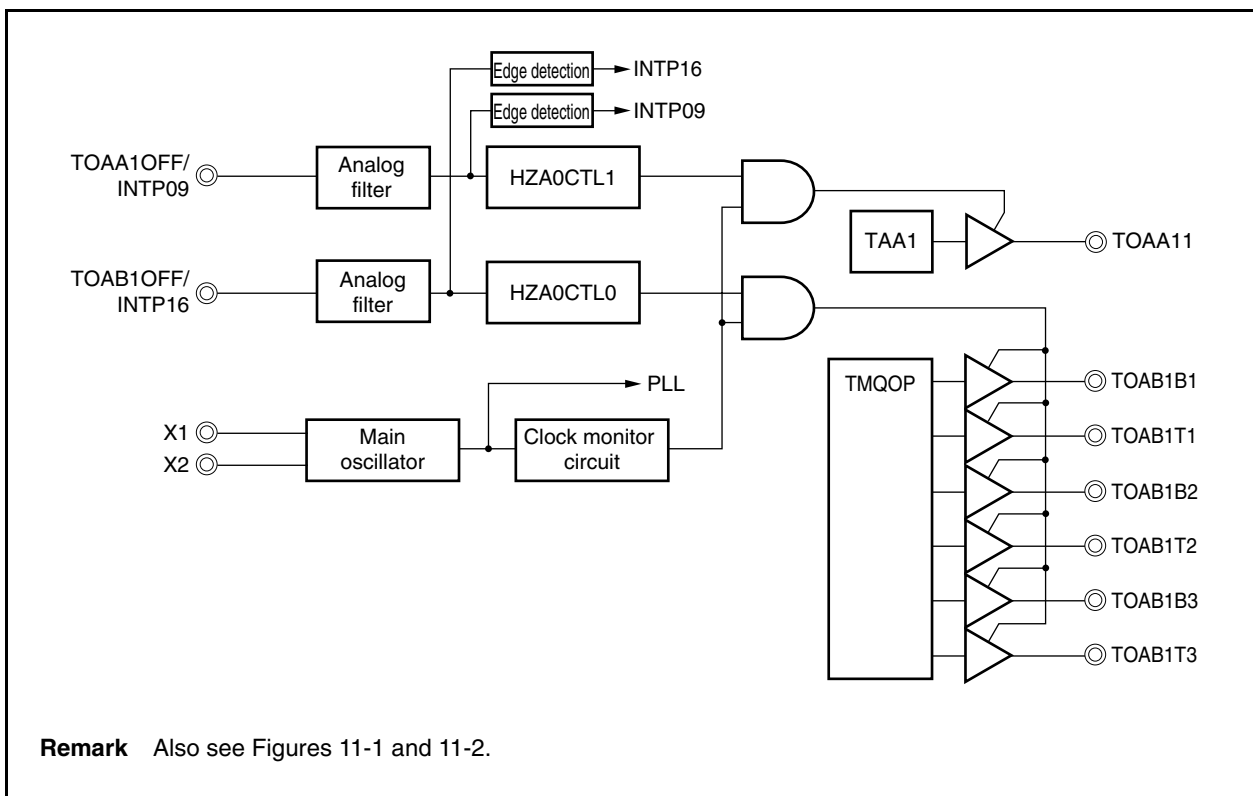 Edge detection
INTP16
Edge detection
INTP09
TOAA1OFF/
INTP09
Analog
filter
HZA0CTL1
TAA1
TOAA11
TOAB1OFF/
INTP16
Analog
filter
HZA0CTL0
PLL
X1
X2
Main
oscillator
Clock monitor
circuit
TMQOP
TOAB1B1
TOAB1T1
TOAB1B2
TOAB1T2
TOAB1B3
TOAB1T3
Remark Also see Figures 11-1 and 11-2.